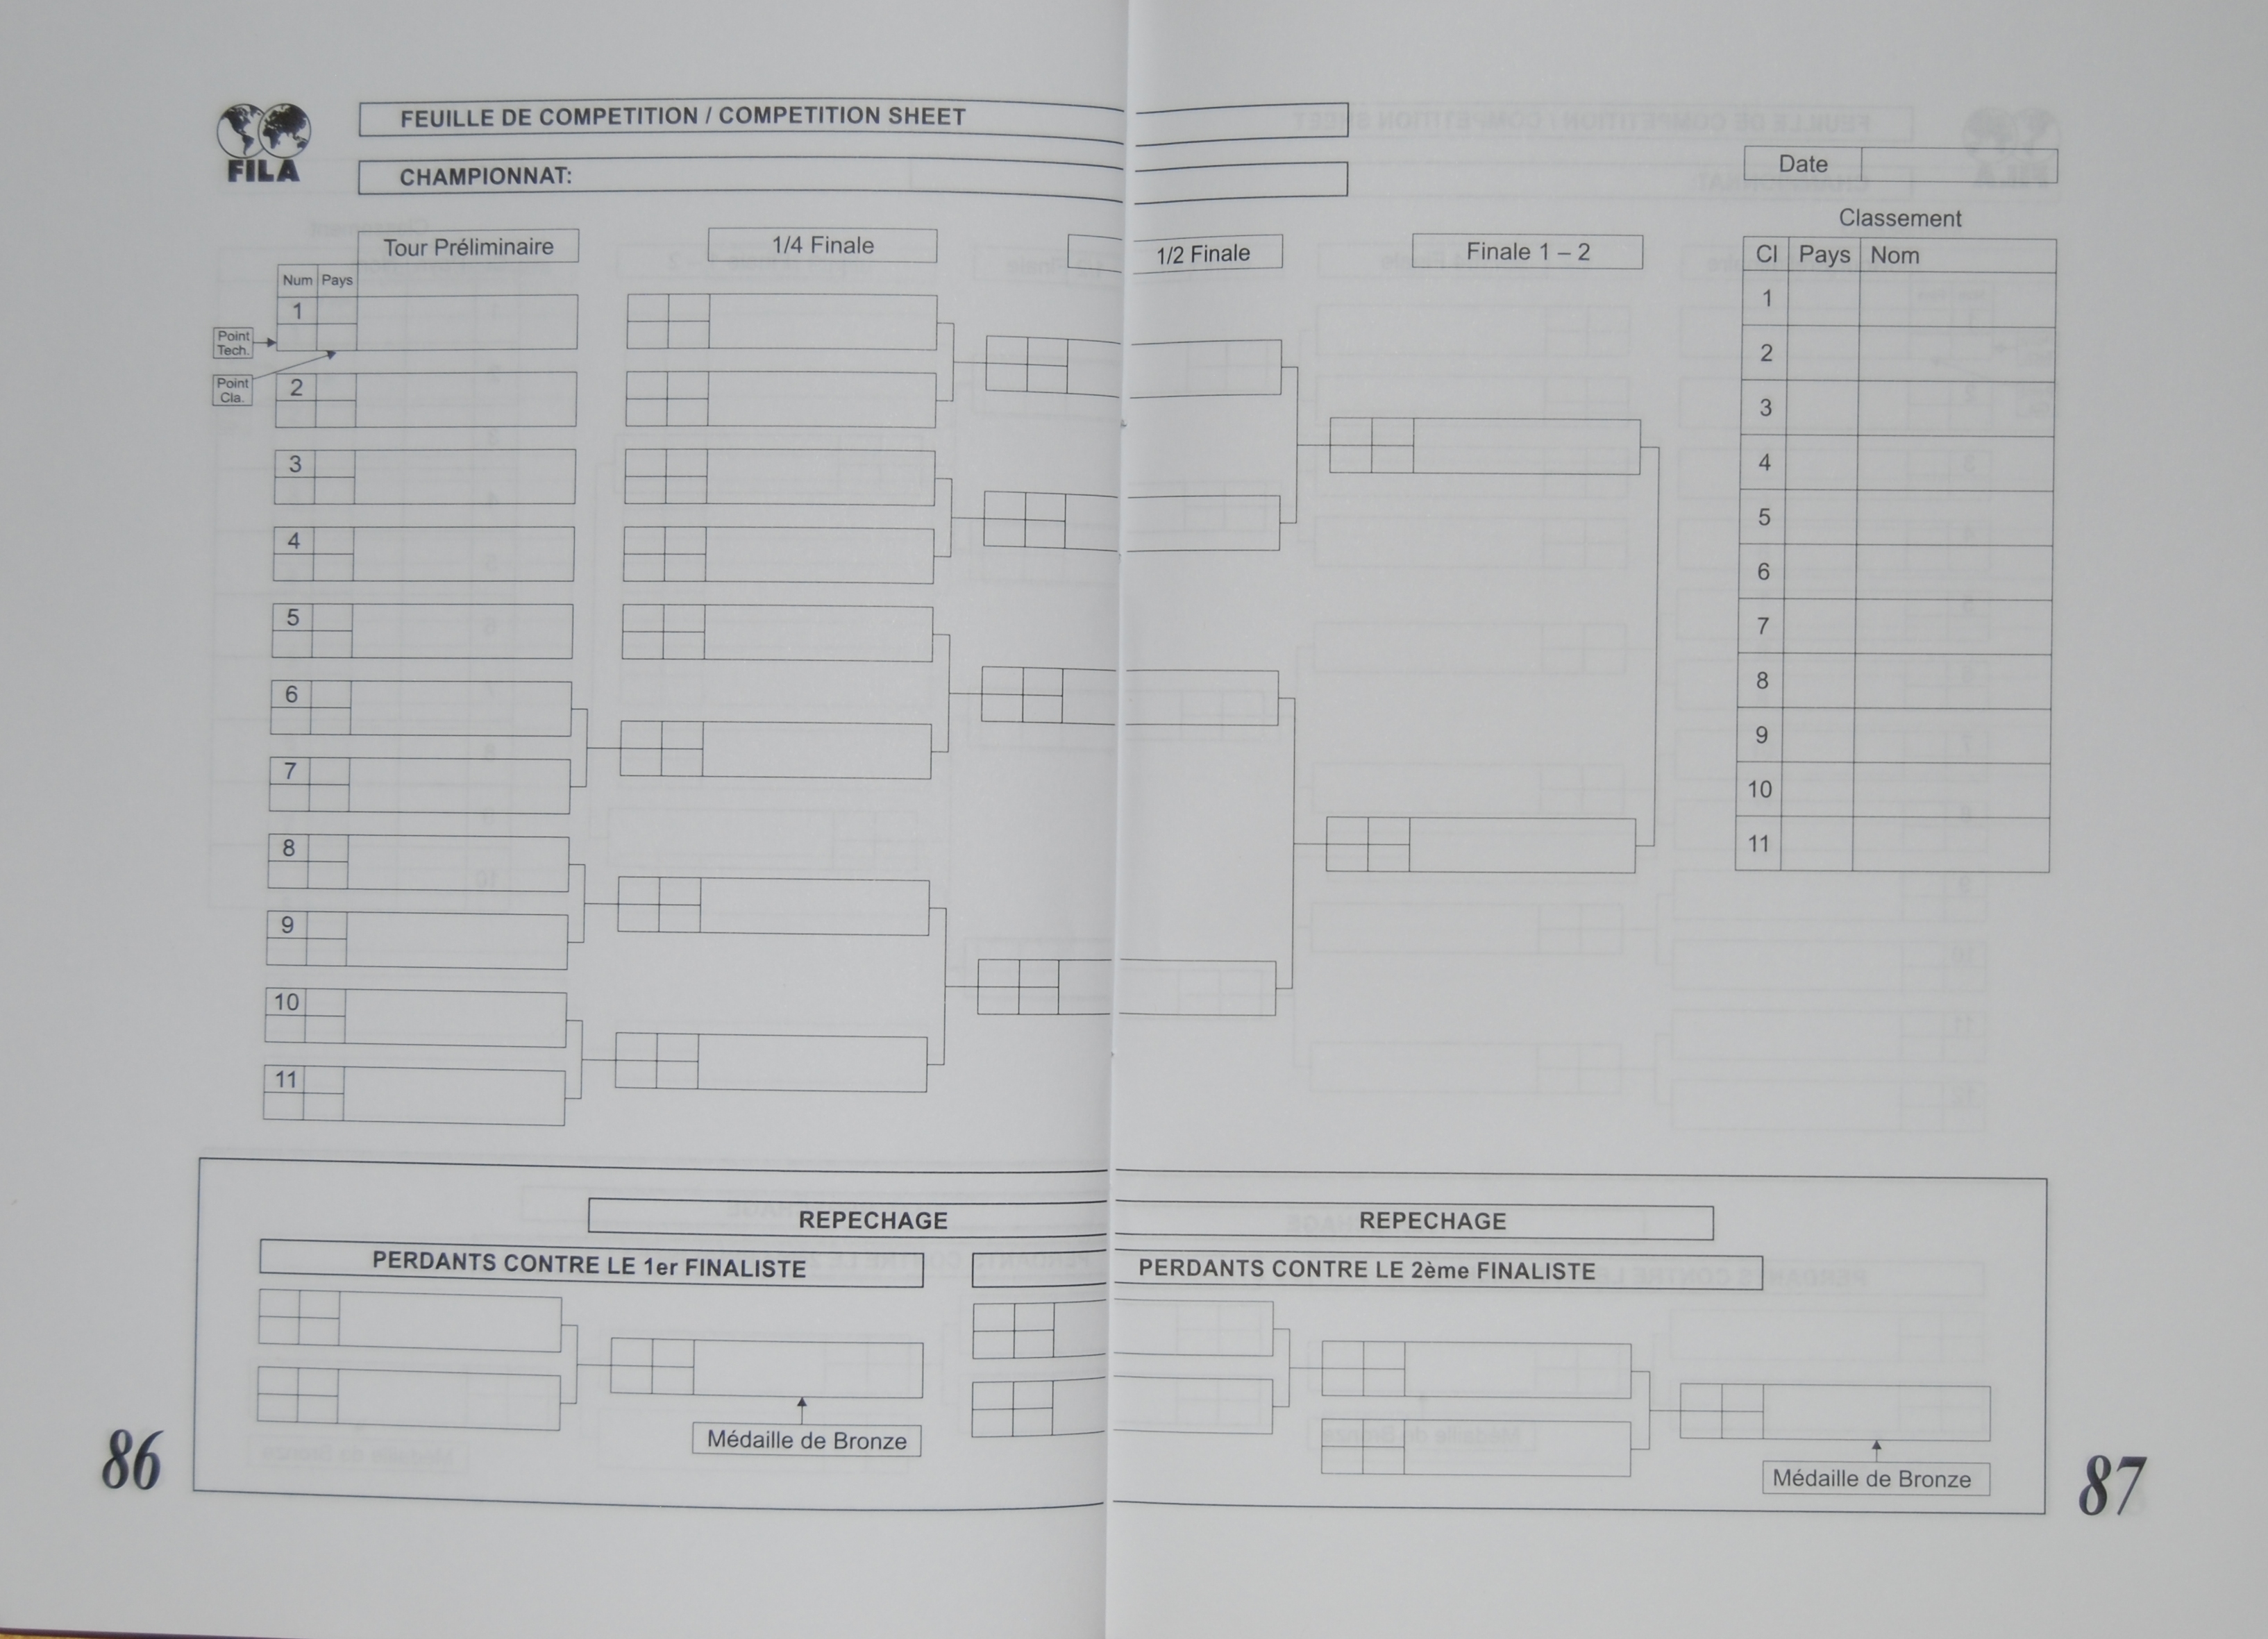 FILA
FEUILLE DE COMPETITION / COMPETITION SHEET
CHAMPIONNAT:
Date
Tour Préliminaire
1/4 Finale
1/2 Finale
Finale 1 – 2
Num Pays
1
Point
Tech.
Point
Cla.
2
3
4
5
6
7
8
9
10
11
Classement
Cl Pays Nom
1
2
3
4
5
6
7
8
9
10
11
REPECHAGE
REPECHAGE
PERDANTS CONTRE LE 1er FINALISTE
PERDANTS CONTRE LE 2ème FINALISTE
Médaille de Bronze
Médaille de Bronze
86
87